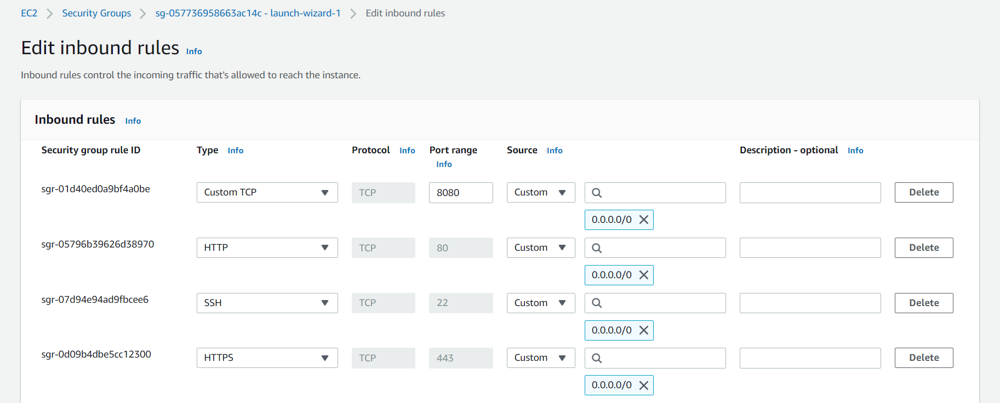 EC2 > Security Groups > sg-057736958663ac14c - launch-wizard-1 > Edit inbound rules
Edit inbound rules Info
Inbound rules control the incoming traffic that's allowed to reach the instance.
Inbound rules Info
Security group rule ID Type Info Protocol Info Port range Source Info Description - optional Info
Info
sgr-01d40ed0a9bf4a0be Custom TCP TCP 8080 Custom Delete
0.0.0.0/0
sgr-05796b39626d38970 HTTP TCP 80 Custom Delete
0.0.0.0/0
sgr-07d94e94ad9fbcee6 SSH TCP 22 Custom Delete
0.0.0.0/0
sgr-0d09b4dbe5cc12300 HTTPS TCP 443 Custom Delete
0.0.0.0/0